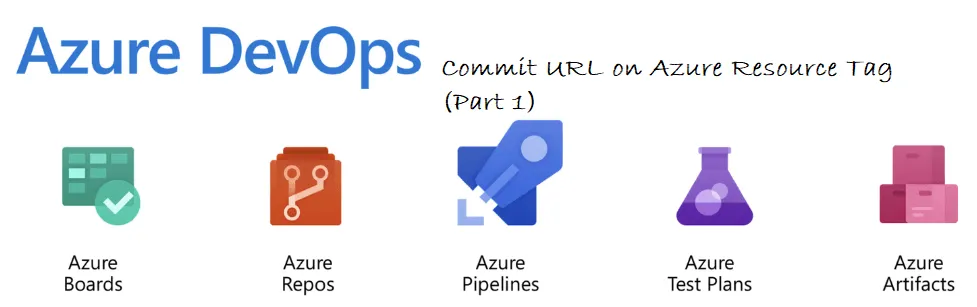 Azure DevOps
Commit URL on Azure Resource Tag
(Part 1)
Azure
Boards
Azure
Repos
Azure
Pipelines
Azure
Test Plans
Azure
Artifacts